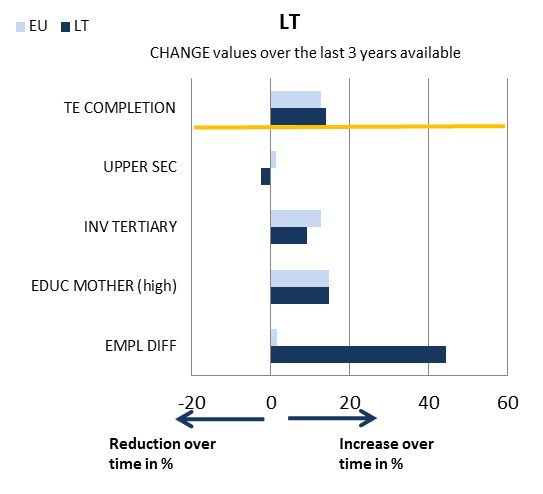 LT
EU LT
CHANGE values over the last 3 years available
TE COMPLETION
UPPER SEC
INV TERTIARY
EDUC MOTHER (high)
EMPL DIFF
-20 0 20 40 60
Reduction over
time in %
Increase over
time in %